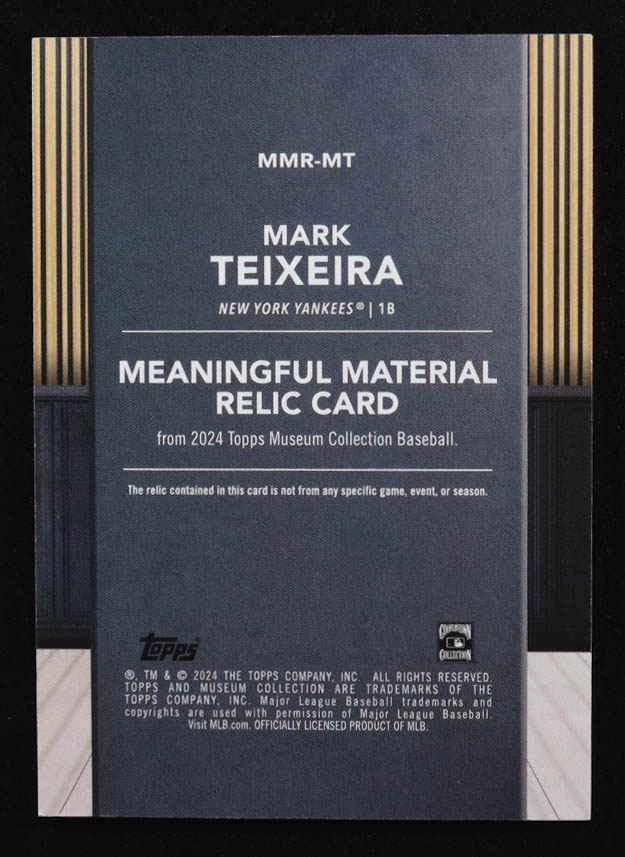 MMR-MT
MARK
TEIXEIRA
NEW YORK YANKEES® | 1B
MEANINGFUL MATERIAL
RELIC CARD
from 2024 Topps Museum Collection Baseball.
The relic contained in this card is not from any specific game, event, or season.
Topps
COOPERSTOWN
COLLECTION
®, TM & © 2024 THE TOPPS COMPANY, INC. ALL RIGHTS RESERVED.
TOPPS AND MUSEUM COLLECTION ARE TRADEMARKS OF THE
TOPPS COMPANY, INC. Major League Baseball trademarks and
copyrights are used with permission of Major League Baseball.
Visit MLB.com. OFFICIALLY LICENSED PRODUCT OF MLB.